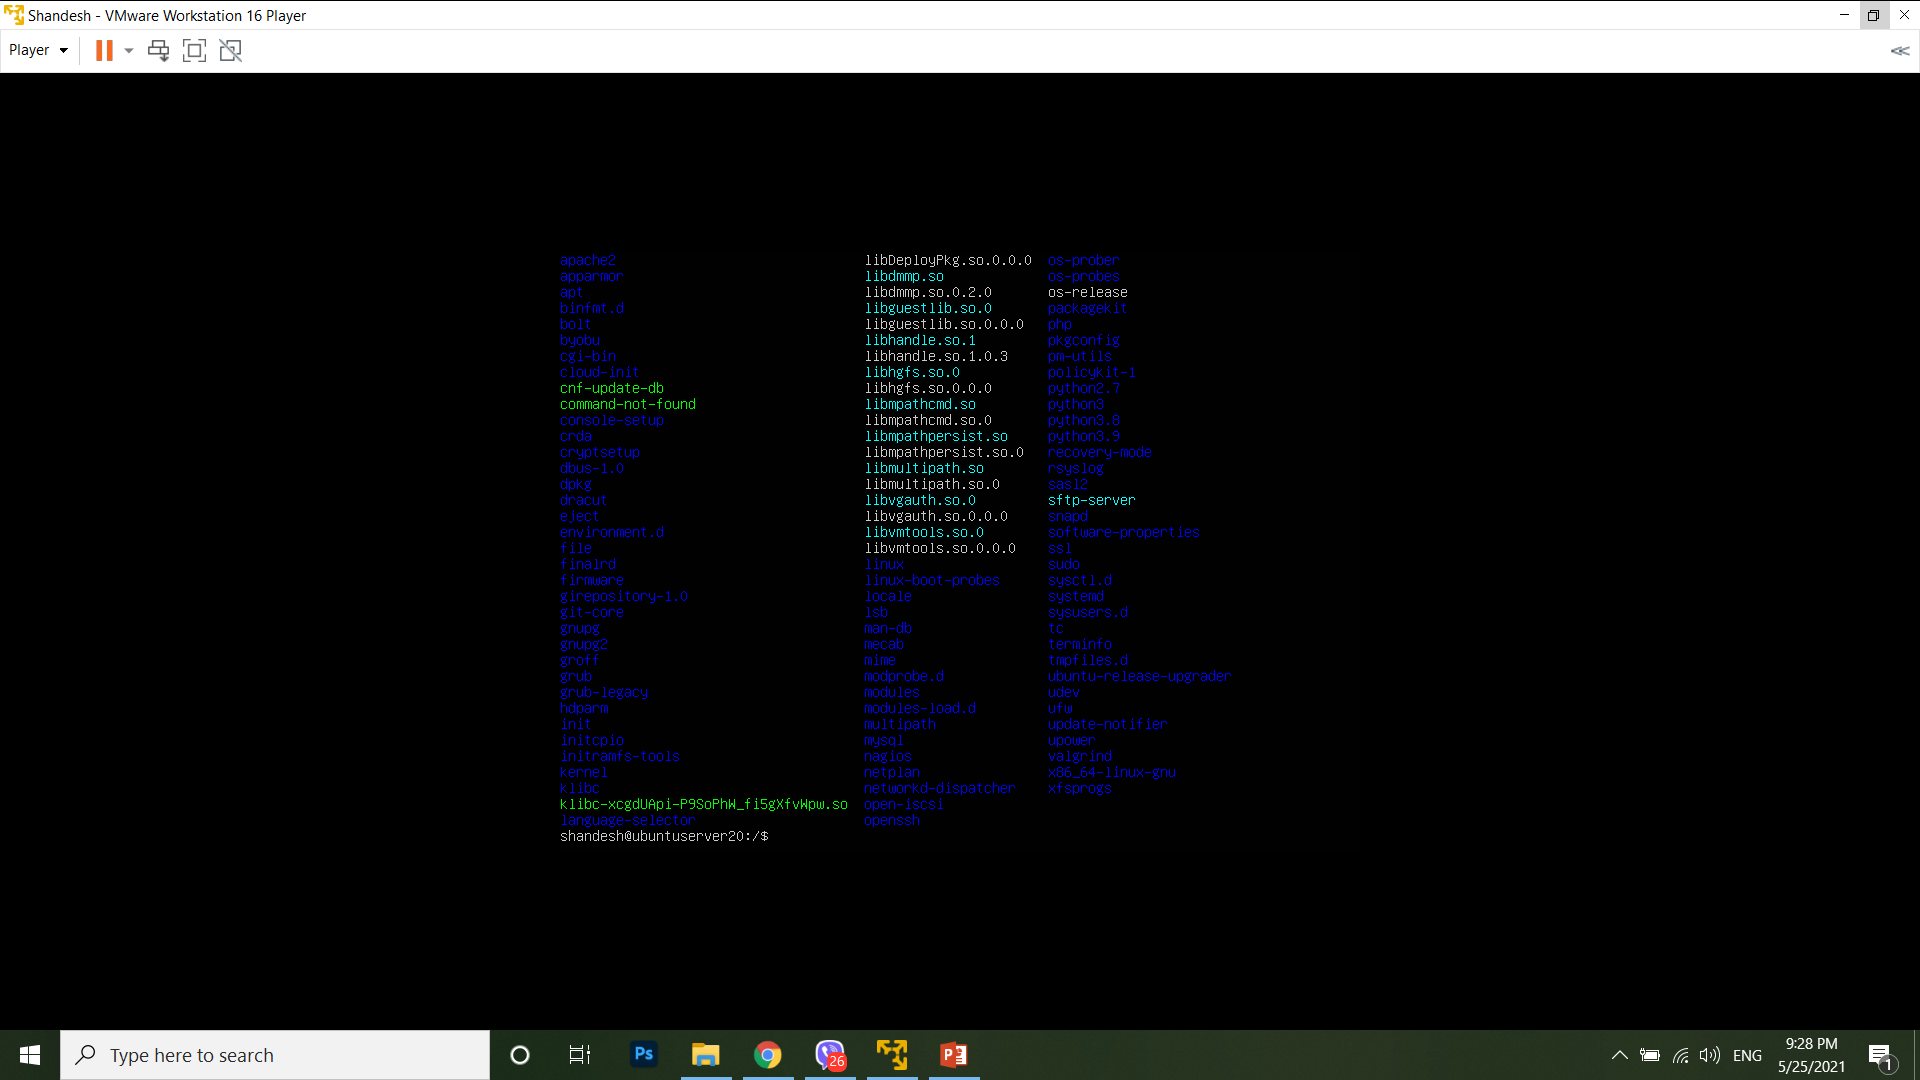 Shandesh - VMware Workstation 16 Player
Player
apache2 libDeployPkg.so.0.0.0 os-prober
apparmor libdmmp.so os-probes
apt libdmmp.so.0.2.0 os-release
binfmt.d libguestlib.so.0 packagekit
bolt libguestlib.so.0.0.0 php
byobu libhandle.so.1 pkgconfig
cgi-bin libhandle.so.1.0.3 pm-utils
cloud-init libhgfs.so.0 policykit-1
cnf-update-db libhgfs.so.0.0.0 python2.7
command-not-found libmpathcmd.so python3
console-setup libmpathcmd.so.0 python3.8
crda libmpathpersist.so python3.9
cryptsetup libmpathpersist.so.0 recovery-mode
dbus-1.0 libmultipath.so rsyslog
dpkg libmultipath.so.0 sasl2
dracut libvgauth.so.0 sftp-server
eject libvgauth.so.0.0.0 snapd
environment.d libvmtools.so.0 software-properties
file libvmtools.so.0.0.0 ssl
finalrd linux sudo
firmware linux-boot-probes sysctl.d
girepository-1.0 locale systemd
git-core lsb sysusers.d
gnupg man-db tc
gnupg2 mecab terminfo
groff mime tmpfiles.d
grub modprobe.d ubuntu-release-upgrader
grub-legacy modules udev
hdparm modules-load.d ufw
init multipath update-notifier
initcpio mysql upower
initramfs-tools nagios valgrind
kernel netplan x86_64-linux-gnu
klibc networkd-dispatcher xfsprogs
klibc-xcgdUApi-P9SoPhW_fi5gXfvWpw.so open-iscsi
language-selector openssh
shandesh@ubuntuserver20:/$
Type here to search
Ps
26
P
ENG
9:28 PM
5/25/2021
1